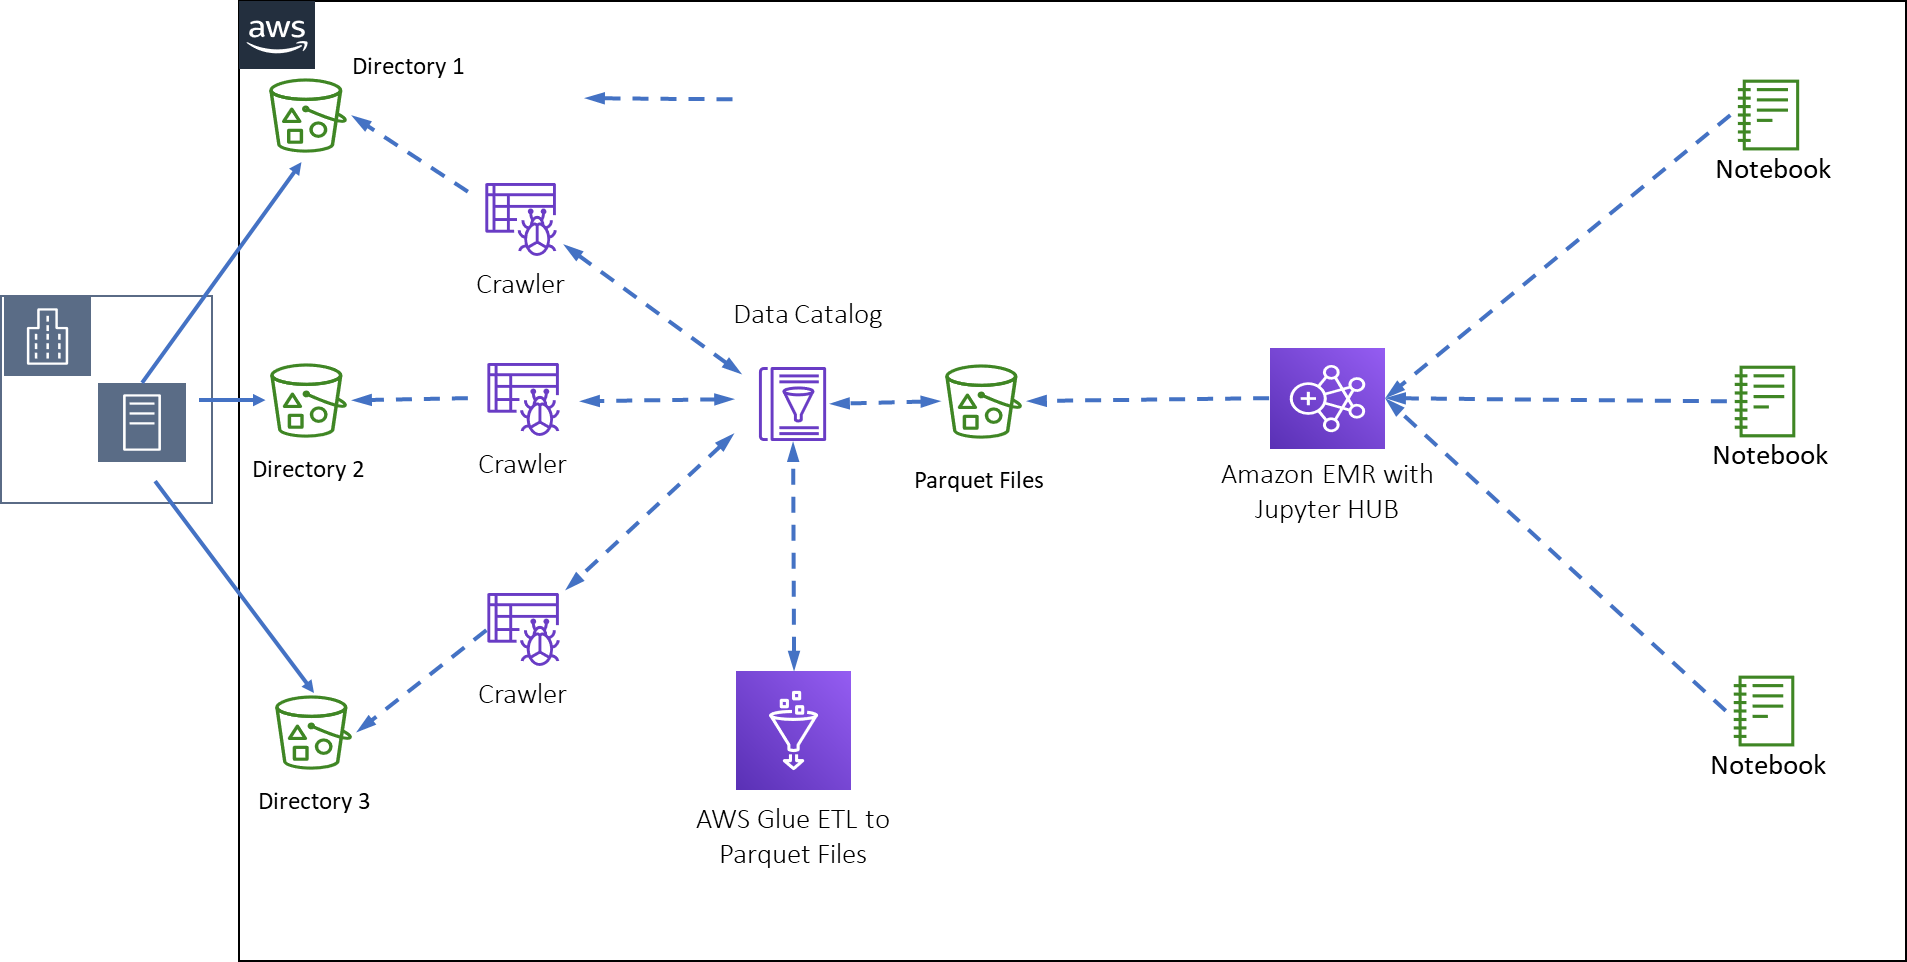 aws
Directory 1
Notebook
Crawler
Data Catalog
Directory 2
Crawler
Parquet Files
Amazon EMR with
Jupyter HUB
Notebook
Crawler
Directory 3
AWS Glue ETL to
Parquet Files
Notebook